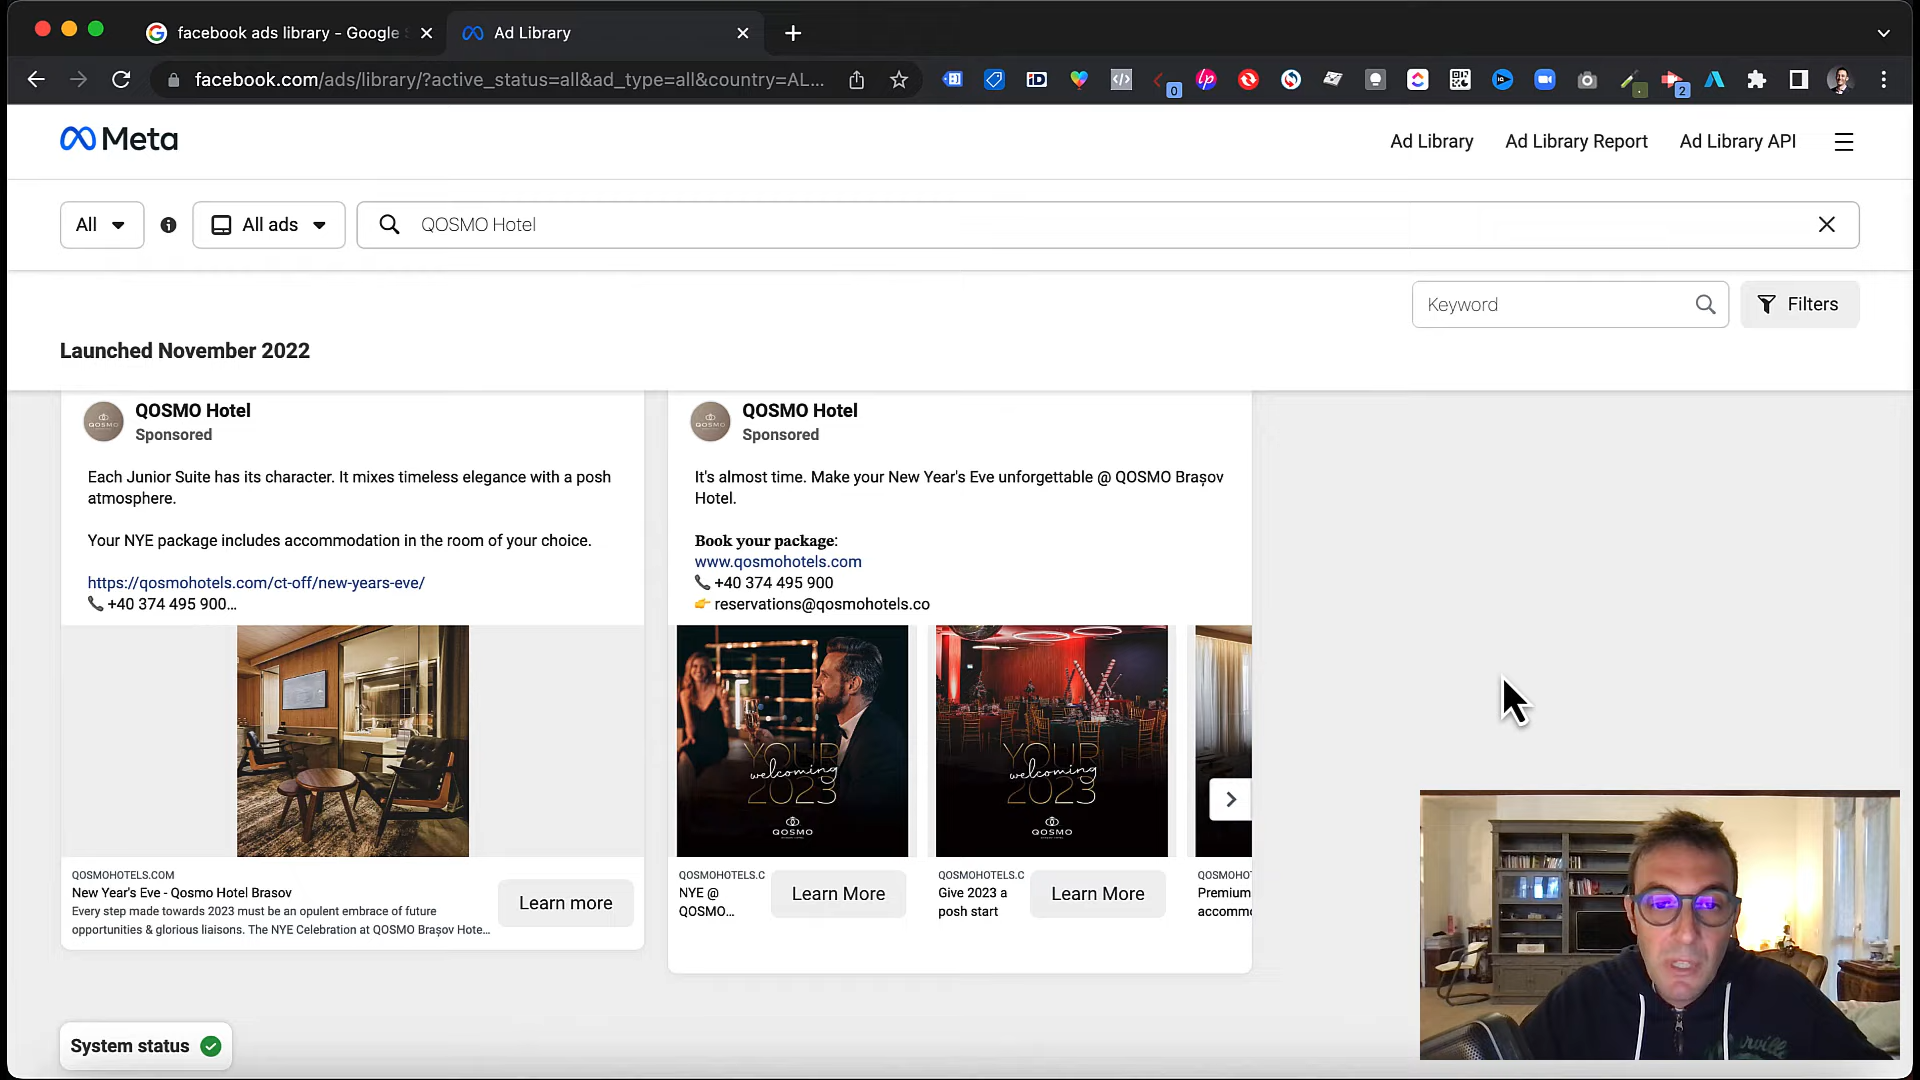 facebook ads library - Google
Ad Library
facebook.com/ads/library/?active_status=all&ad_type=all&country=AL...
0
2
Meta
Ad Library
Ad Library Report
Ad Library API
All
All ads
QOSMO Hotel
Keyword
Filters
Launched November 2022
QOSMO Hotel
Sponsored
Each Junior Suite has its character. It mixes timeless elegance with a posh
atmosphere.
Your NYE package includes accommodation in the room of your choice.
https://qosmohotels.com/ct-off/new-years-eve/
📞 +40 374 495 900...
QOSMOHOTELS.COM
New Year's Eve - Qosmo Hotel Brasov
Every step made towards 2023 must be an opulent embrace of future
opportunities & glorious liaisons. The NYE Celebration at QOSMO Brașov Hote...
Learn more
QOSMO Hotel
Sponsored
It's almost time. Make your New Year's Eve unforgettable @ QOSMO Brașov
Hotel.
Book your package:
www.qosmohotels.com
📞 +40 374 495 900
👉 reservations@qosmohotels.co
YOUR
welcoming
2023
QOSMO
YOUR
welcoming
2023
QOSMO
QOSMOHOTELS.C
NYE @
QOSMO...
Learn More
QOSMOHOTELS.C
Give 2023 a
posh start
Learn More
QOSMOHOT
Premium
accommo
System status